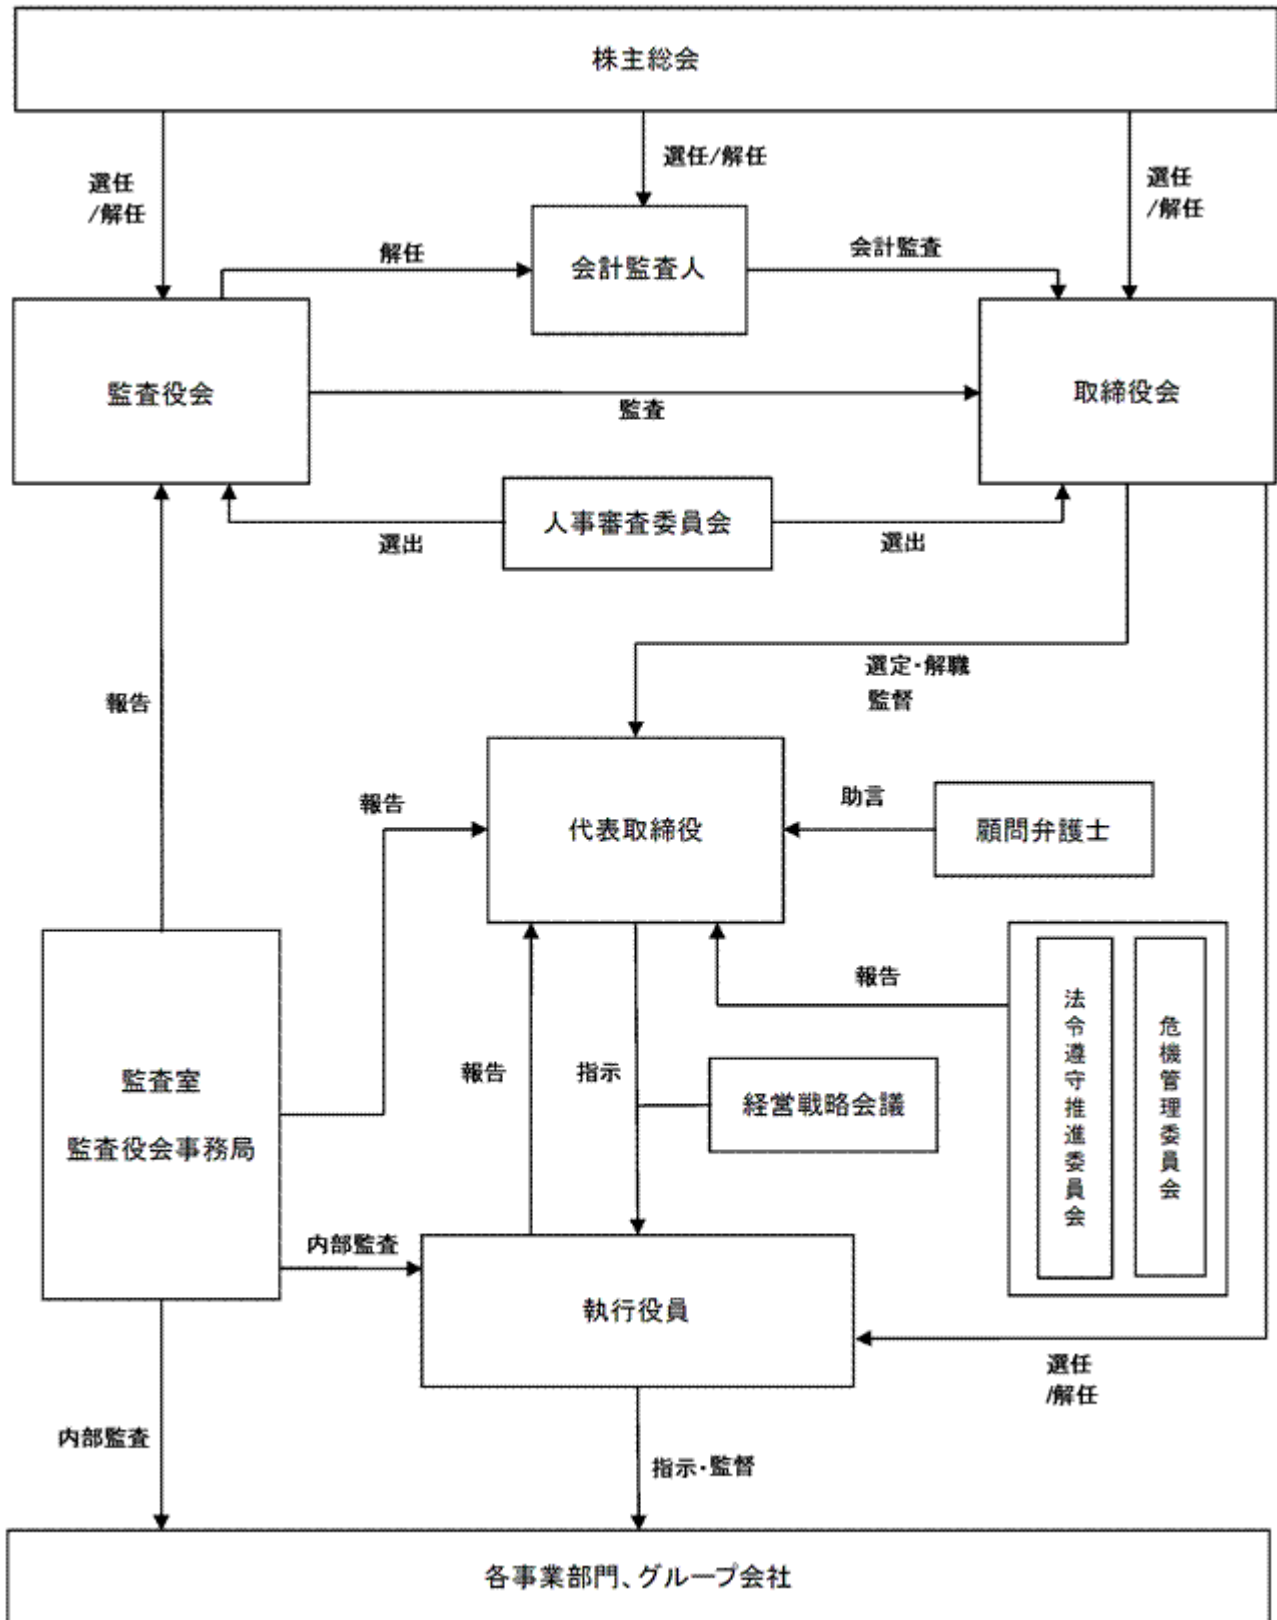 株主総会
選任
/解任
選任/解任
選任
/解任
解任
会計監査人
会計監査
監査役会
監査
取締役会
人事審査委員会
選出
選出
選定・解職
監督
報告
報告
代表取締役
助言
顧問弁護士
報告
法令遵守推進委員会
危機管理委員会
監査室
監査役会事務局
報告
指示
経営戦略会議
内部監査
執行役員
選任
/解任
内部監査
指示・監督
各事業部門、グループ会社